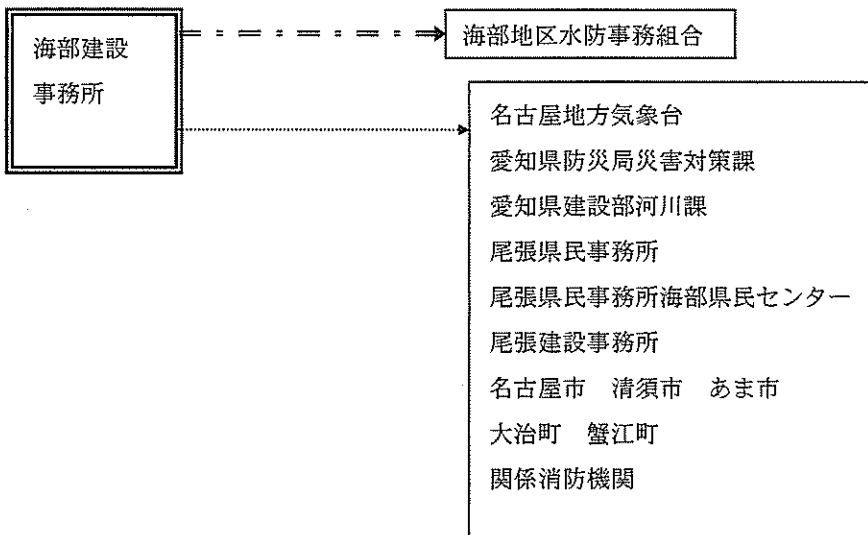 海部建設
事務所
海部地区水防事務組合
名古屋地方気象台
愛知県防災局災害対策課
愛知県建設部河川課
尾張県民事務所
尾張県民事務所海部県民センター
尾張建設事務所
名古屋市　清須市　あま市
大治町　蟹江町
関係消防機関